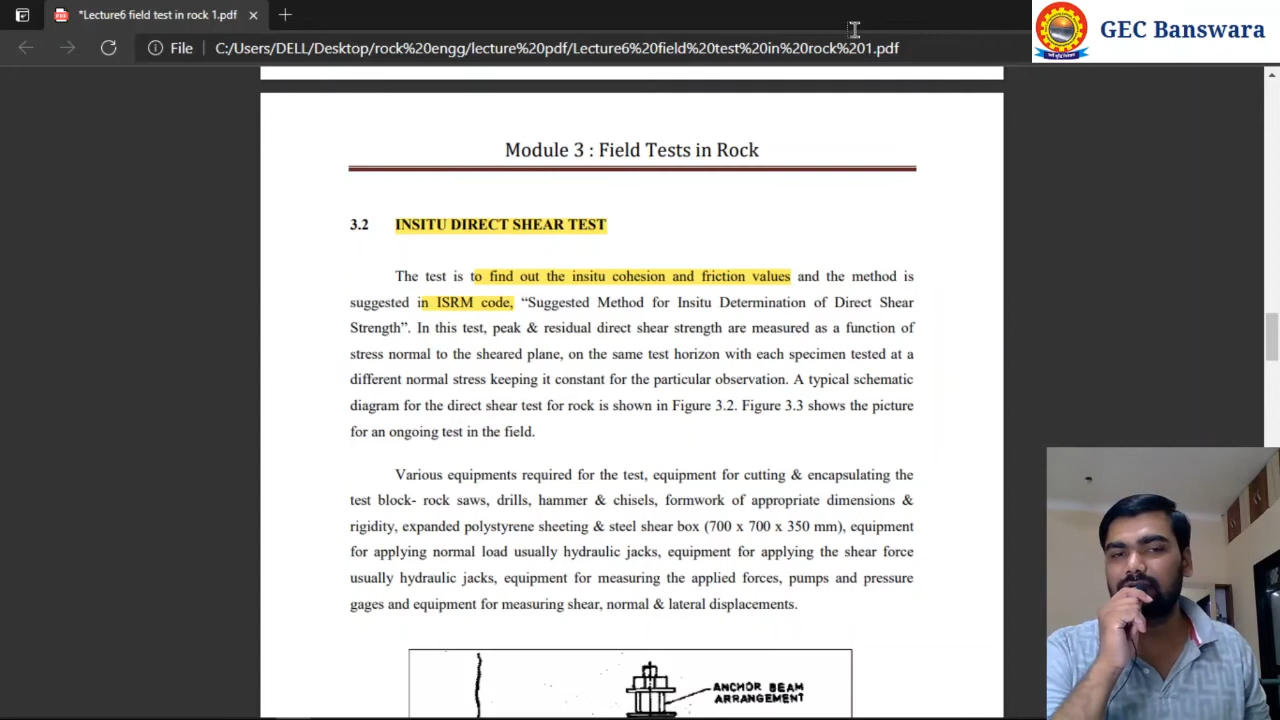 *Lecture6 field test in rock 1.pdf
File
C:/Users/DELL/Desktop/rock%20engg/lecture%20pdf/Lecture6%20field%20test%20in%20rock%201.pdf
GEC Banswara
Module 3 : Field Tests in Rock
3.2 INSITU DIRECT SHEAR TEST
The test is to find out the insitu cohesion and friction values and the method is
suggested in ISRM code, “Suggested Method for Insitu Determination of Direct Shear
Strength”. In this test, peak & residual direct shear strength are measured as a function of
stress normal to the sheared plane, on the same test horizon with each specimen tested at a
different normal stress keeping it constant for the particular observation. A typical schematic
diagram for the direct shear test for rock is shown in Figure 3.2. Figure 3.3 shows the picture
for an ongoing test in the field.
Various equipments required for the test, equipment for cutting & encapsulating the
test block- rock saws, drills, hammer & chisels, formwork of appropriate dimensions &
rigidity, expanded polystyrene sheeting & steel shear box (700 x 700 x 350 mm), equipment
for applying normal load usually hydraulic jacks, equipment for applying the shear force
usually hydraulic jacks, equipment for measuring the applied forces, pumps and pressure
gages and equipment for measuring shear, normal & lateral displacements.
ANCHOR BEAM
ARRANGEMENT